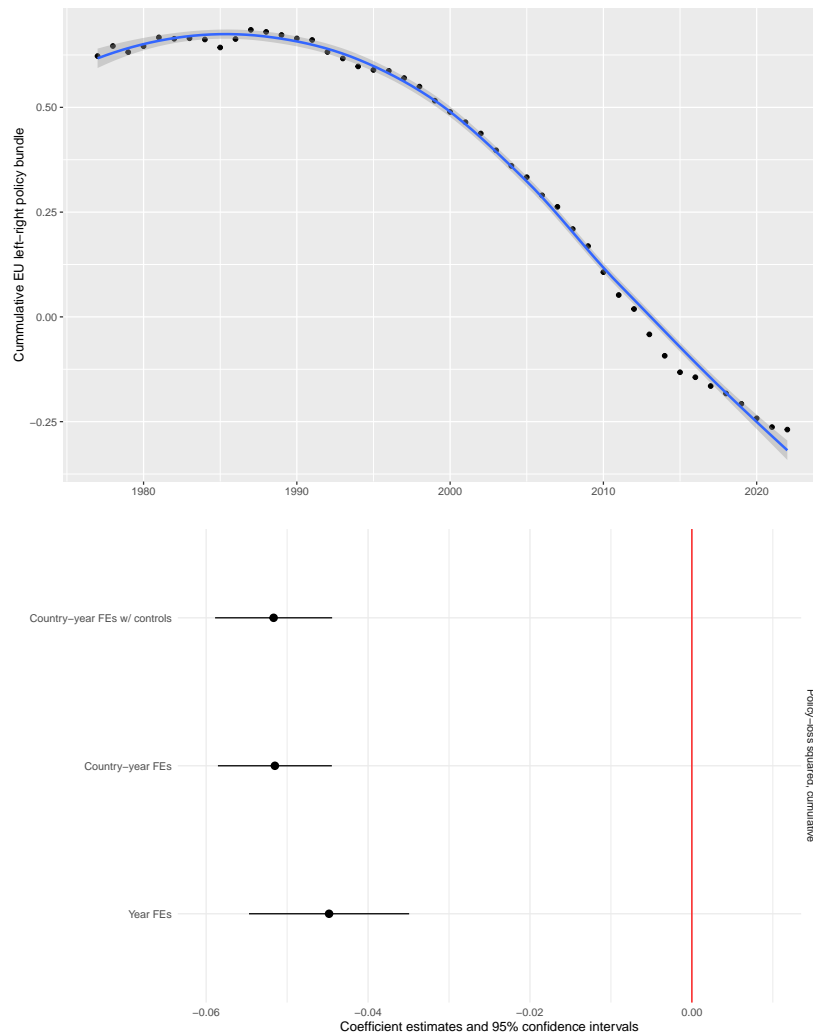 Cummulative EU left−right policy bundle
0.50
0.25
0.00
−0.25
1980
1990
2000
2010
2020
Country−year FEs w/ controls
Country−year FEs
Year FEs
Policy−loss squared, cumulative
−0.06
−0.04
−0.02
0.00
Coefficient estimates and 95% confidence intervals